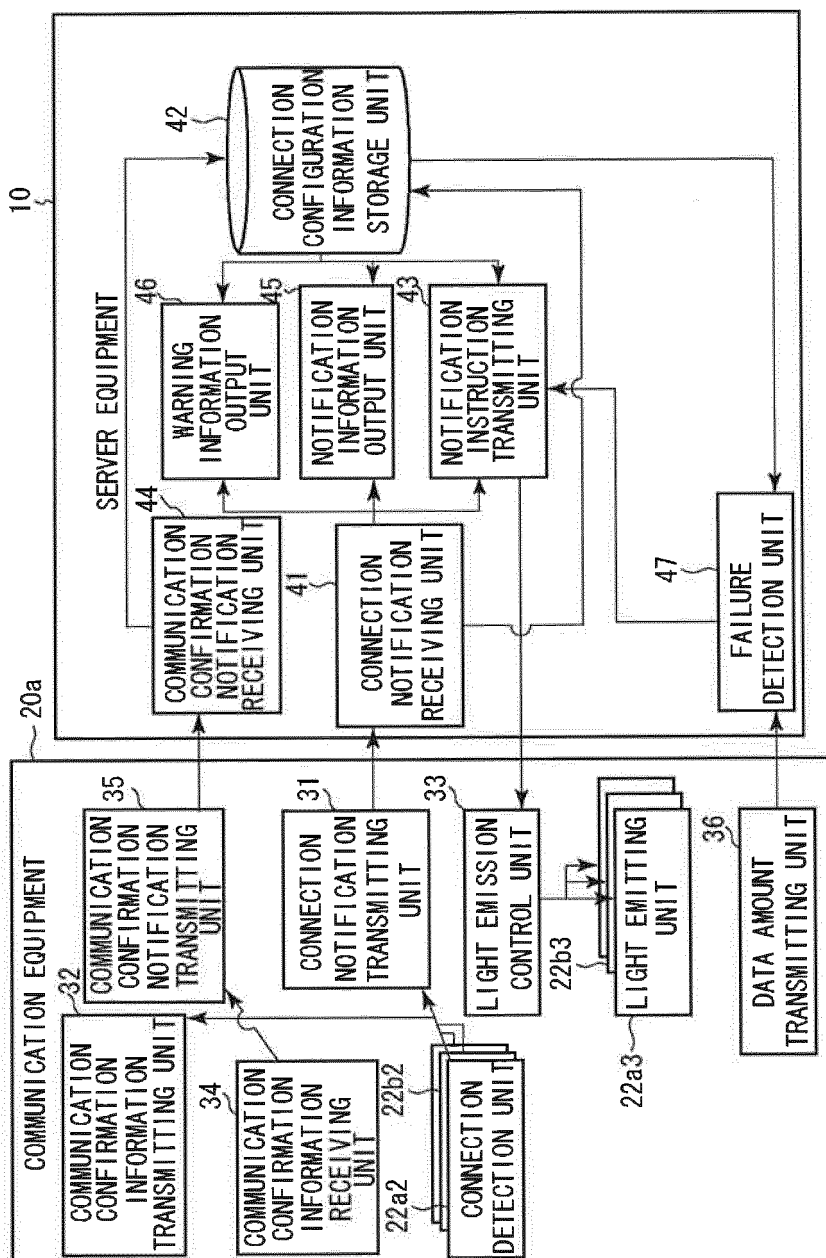 COMMUNICATION EQUIPMENT
20a
COMMUNICATION
CONFIRMATION
INFORMATION
TRANSMITTING UNIT
32
COMMUNICATION
CONFIRMATION
NOTIFICATION
TRANSMITTING
UNIT
35
COMMUNICATION
CONFIRMATION
INFORMATION
RECEIVING
UNIT
34
CONNECTION
NOTIFICATION
TRANSMITTING
UNIT
31
22a2
22b2
CONNECTION
DETECTION UNIT
LIGHT EMISSION
CONTROL UNIT
33
22b3
LIGHT EMITTING
UNIT
22a3
DATA AMOUNT
TRANSMITTING UNIT
36
10
SERVER EQUIPMENT
COMMUNICATION
CONFIRMATION
NOTIFICATION
RECEIVING UNIT
44
WARNING
INFORMATION
OUTPUT
UNIT
46
CONNECTION
CONFIGURATION
INFORMATION
STORAGE UNIT
42
41
CONNECTION
NOTIFICATION
RECEIVING UNIT
NOTIFICATION
INFORMATION
OUTPUT UNIT
45
NOTIFICATION
INSTRUCTION
TRANSMITTING
UNIT
43
47
FAILURE
DETECTION UNIT